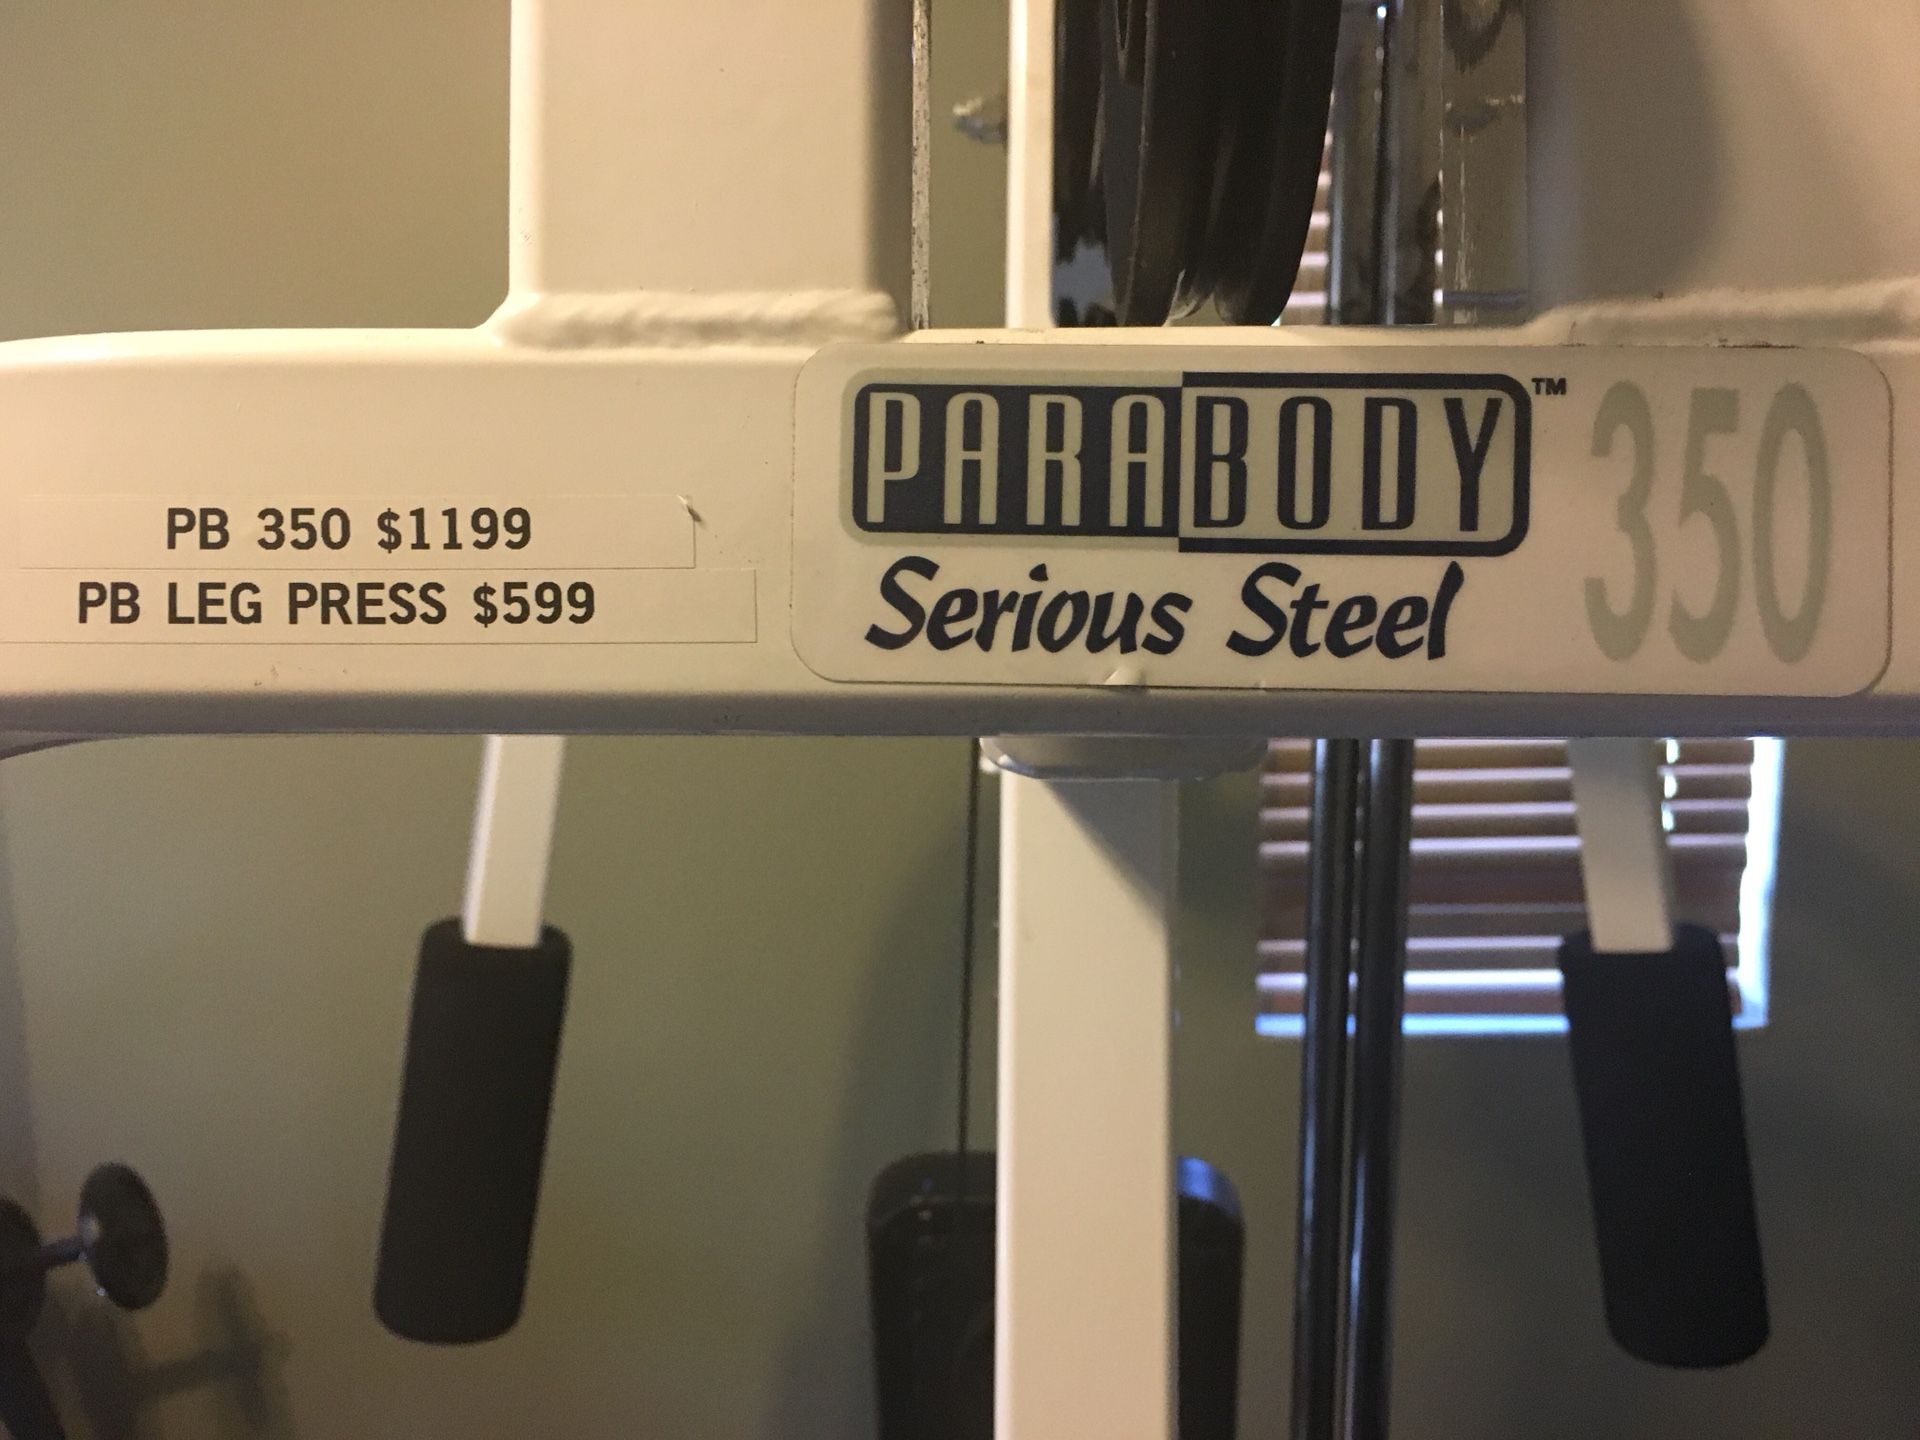 PB 350 $1199
PB LEG PRESS $599
PARABODY™ 350
Serious Steel